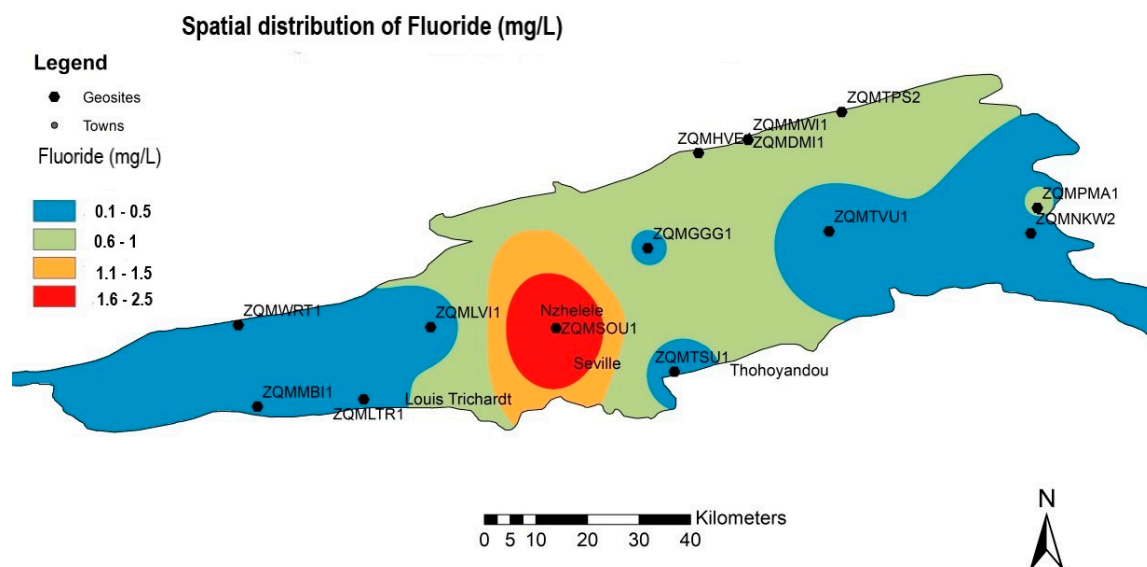 Spatial distribution of Fluoride (mg/L)
Legend
Geosites
Towns
Fluoride (mg/L)
0.1 - 0.5
0.6 - 1
1.1 - 1.5
1.6 - 2.5
ZQMTPS2
ZQMMWI1
ZQMHVE
ZQMDMI1
ZQMPMA1
ZQMTVU1
ZQMNKW2
ZQMGGG1
ZQMWRT1
ZQMLVI1
Nzhelele
ZQMSOU1
ZQMTSU1
Seville
Thohoyandou
ZQMMBI1
Louis Trichardt
ZQMLTR1
N
Kilometers
0 5 10 20 30 40